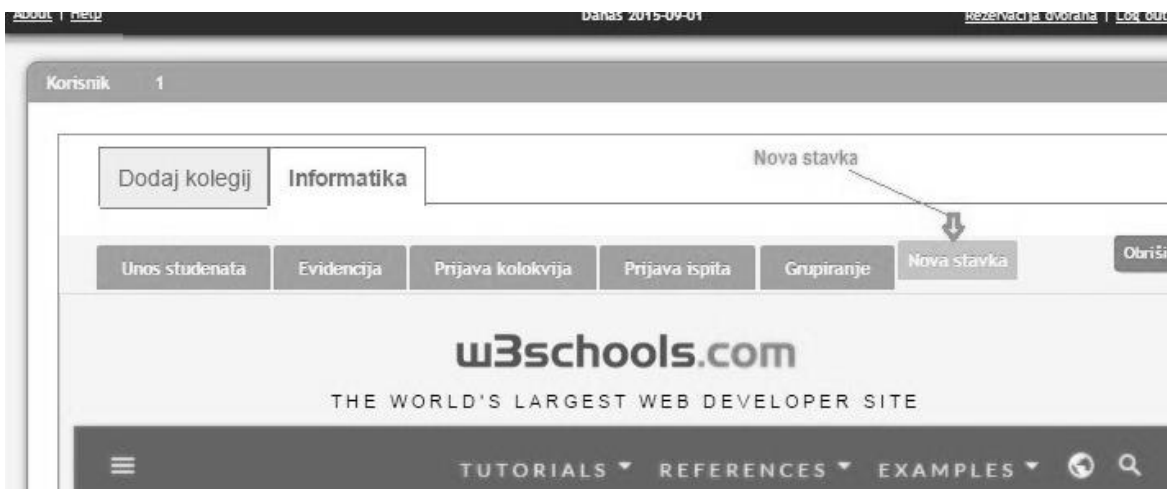 About | Help Danas 2015-09-01 Rezervacija dvorana | Log out
Korisnik 1
Nova stavka
Dodaj kolegij Informatika
Unos studenata Evidencija Prijava kolokvija Prijava ispita Grupiranje Nova stavka Obriši
w3schools.com
THE WORLD'S LARGEST WEB DEVELOPER SITE
TUTORIALS REFERENCES EXAMPLES